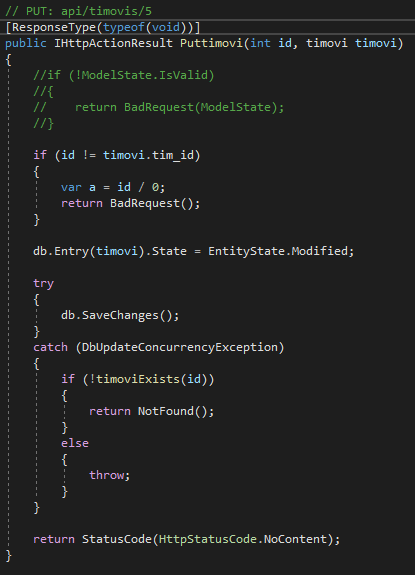 // PUT: api/timovis/5
[ResponseType(typeof(void))]
public IHttpActionResult Puttimovi(int id, timovi timovi)
{
    //if (!ModelState.IsValid)
    //{
    //    return BadRequest(ModelState);
    //}

    if (id != timovi.tim_id)
    {
        var a = id / 0;
        return BadRequest();
    }

    db.Entry(timovi).State = EntityState.Modified;

    try
    {
        db.SaveChanges();
    }
    catch (DbUpdateConcurrencyException)
    {
        if (!timoviExists(id))
        {
            return NotFound();
        }
        else
        {
            throw;
        }
    }

    return StatusCode(HttpStatusCode.NoContent);
}